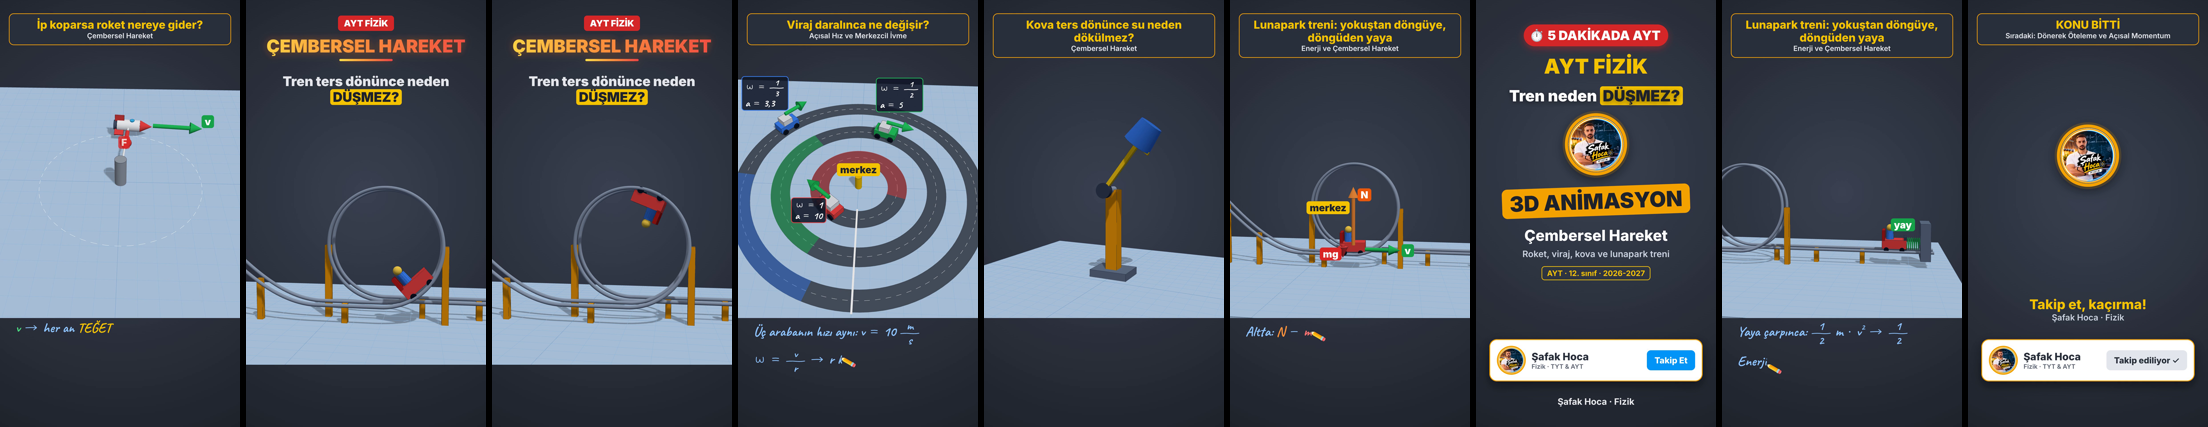 İp koparsa roket nereye gider?
Çembersel Hareket
v
F
v → her an TEĞET
AYT FİZİK
ÇEMBERSEL HAREKET
Tren ters dönünce neden
DÜŞMEZ?
AYT FİZİK
ÇEMBERSEL HAREKET
Tren ters dönünce neden
DÜŞMEZ?
Viraj daralınca ne değişir?
Açısal Hız ve Merkezcil İvme
ω = 1/3
a = 3,3
ω = 1/2
a = 5
merkez
ω = 1
a = 10
Üç arabanın hızı aynı: v = 10 m/s
ω = v/r → r k
Kova ters dönünce su neden
dökülmez?
Çembersel Hareket
Lunapark treni: yokuştan döngüye,
döngüden yaya
Enerji ve Çembersel Hareket
N
merkez
v
mg
Altta: N −
5 DAKİKADA AYT
AYT FİZİK
Tren neden DÜŞMEZ?
Şafak Hoca
3D ANİMASYON
Çembersel Hareket
Roket, viraj, kova ve lunapark treni
AYT · 12. sınıf · 2026-2027
Şafak Hoca
Fizik · TYT & AYT
Takip Et
Şafak Hoca · Fizik
Lunapark treni: yokuştan döngüye,
döngüden yaya
Enerji ve Çembersel Hareket
yay
Yaya çarpınca: 1/2 m · v² → 1/2
Enerji
KONU BİTTİ
Sıradaki: Dönerek Öteleme ve Açısal Momentum
Şafak Hoca
Takip et, kaçırma!
Şafak Hoca · Fizik
Şafak Hoca
Fizik · TYT & AYT
Takip ediliyor ✓